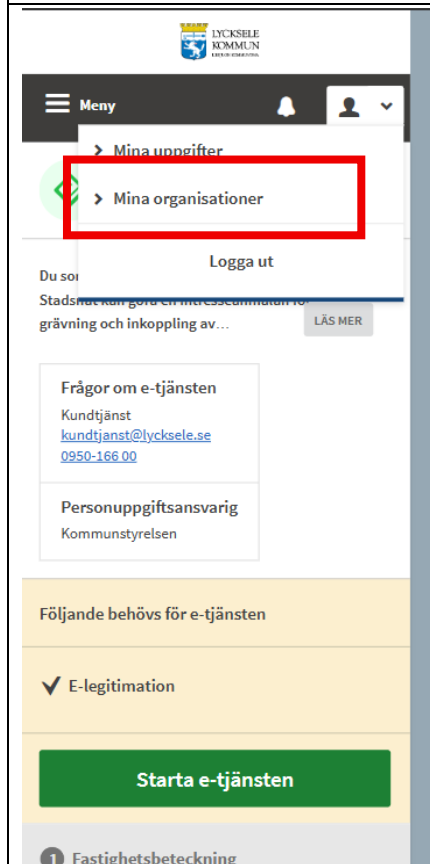 LYCKSELE
KOMMUN
Meny
Mina uppgifter
Mina organisationer
Logga ut
Du so
Stadsnät kan göra en intresseanmälan fö
grävning och inkoppling av…
LÄS MER
Frågor om e-tjänsten
Kundtjänst
kundtjanst@lycksele.se
0950-166 00
Personuppgiftsansvarig
Kommunstyrelsen
Följande behövs för e-tjänsten
E-legitimation
Starta e-tjänsten
1 Fastighetsbeteckning